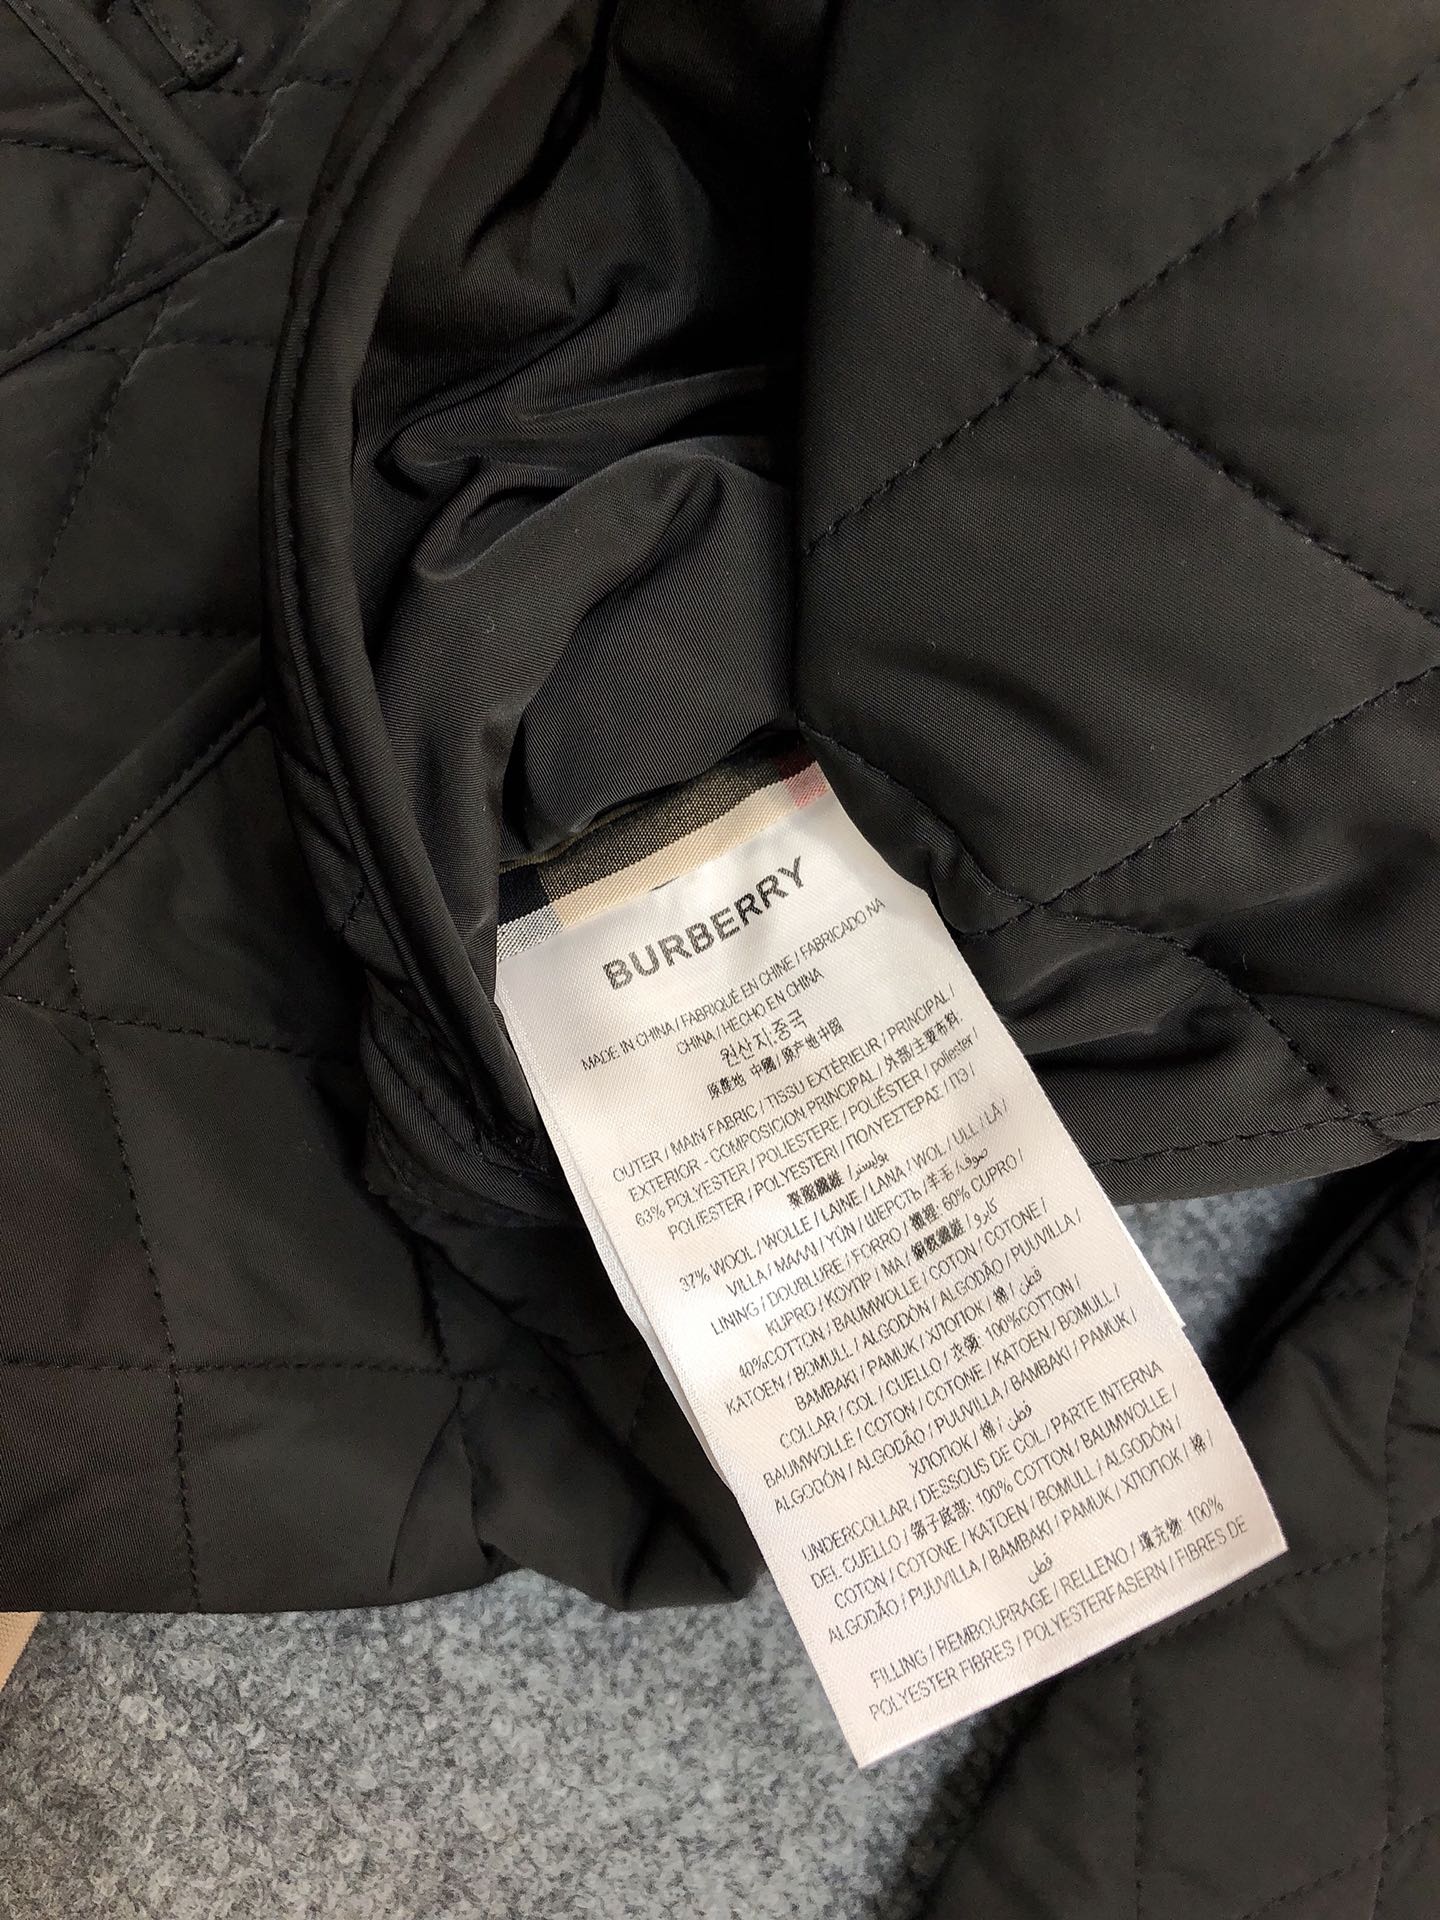 BURBERRY
MADE IN CHINA / FABRIQUÉ EN CHINE / FABRICADO NA
CHINA / HECHO EN CHINA
원산지:중국
原產地 中國 / 原产地中国
OUTER / MAIN FABRIC / TISSU EXTÉRIEUR / PRINCIPAL /
EXTERIOR - COMPOSICION PRINCIPAL / 外部/主要布料:
63% POLYESTER / POLIESTERE / POLIÉSTER / poliester /
POLIESTER / POLYESTERI / ΠΟΛΥΕΣΤΕΡΑΣ / ПЭ /
聚酯纖維 / بوليستر/
37% WOOL / WOLLE / LAINE / LANA / WOL / ULL / LÃ /
VILLA / ΜΑΛΛΙ / YÜN / ШЕРСТЬ / 羊毛 / صوف/
LINING / DOUBLURE / FORRO / 襯裡: 60% CUPRO /
KUPRO / ΚΟΥΠΡ / МА / 銅氨纖維 / كابرو/
40%COTTON / BAUMWOLLE / COTON / COTONE /
KATOEN / BOMULL / ALGODÓN / ALGODÃO / PUUVILLA /
BAMBAKI / PAMUK / ХЛОПОК / 棉 / قطن
COLLAR / COL / CUELLO / 衣領: 100%COTTON /
BAUMWOLLE / COTON / COTONE / KATOEN / BOMULL /
ALGODÓN / ALGODÃO / PUUVILLA / BAMBAKI / PAMUK /
ХЛОПОК / 棉 / قطن
UNDERCOLLAR / DESSOUS DE COL / PARTE INTERNA
DEL CUELLO / 領子底部: 100% COTTON / BAUMWOLLE /
COTON / COTONE / KATOEN / BOMULL / ALGODÓN /
ALGODÃO / PUUVILLA / BAMBAKI / PAMUK / ХЛОПОК / 棉 /
قطن
FILLING / REMBOURRAGE / RELLENO / 填充物: 100%
POLYESTER FIBRES / POLYESTERFASERN / FIBRES DE